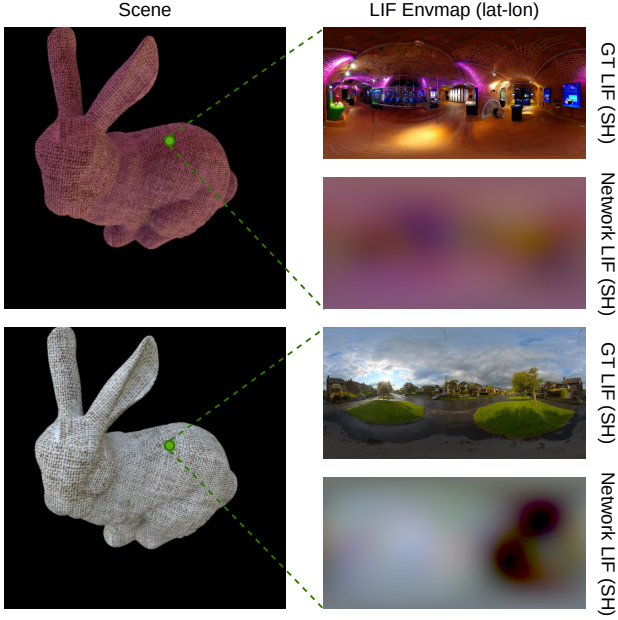 Scene
LIF Envmap (lat-lon)
GT LIF (SH)
Network LIF (SH)
GT LIF (SH)
Network LIF (SH)